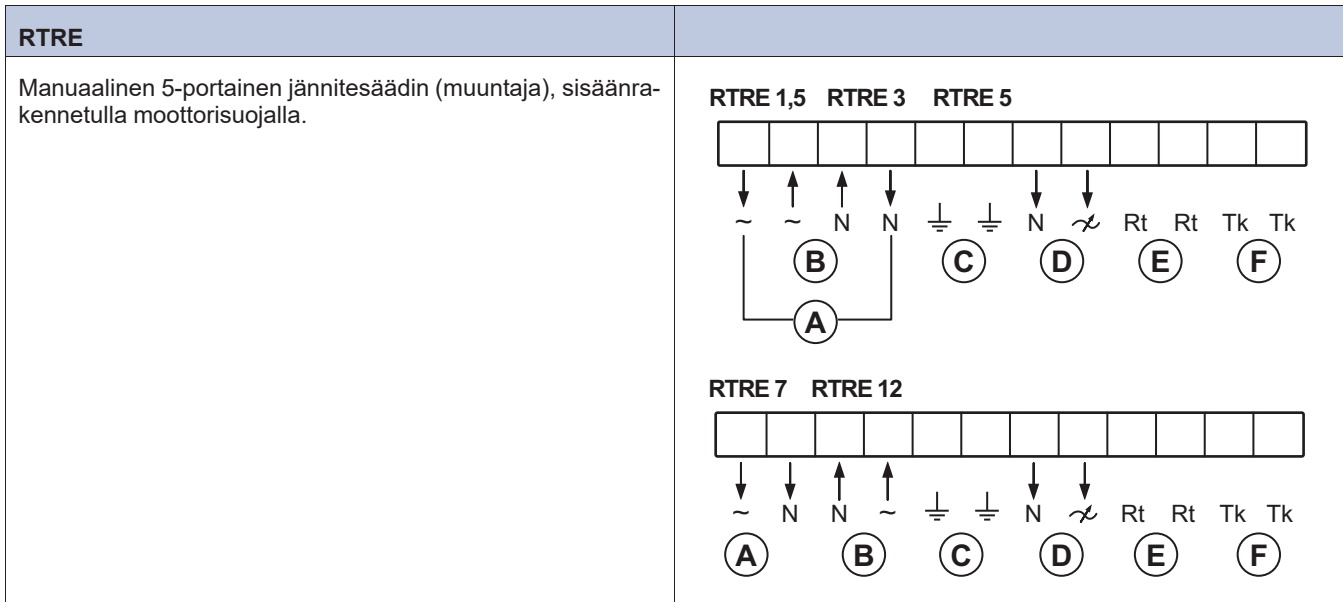 RTRE
Manuaalinen 5-portainen jännitesäädin (muuntaja), sisäänra-
kennetulla moottorisuojalla.
RTRE 1,5 RTRE 3 RTRE 5
~ ~ N N N Rt Rt Tk Tk
B C D E F
A
RTRE 7 RTRE 12
~ N N ~ N Rt Rt Tk Tk
A B C D E F